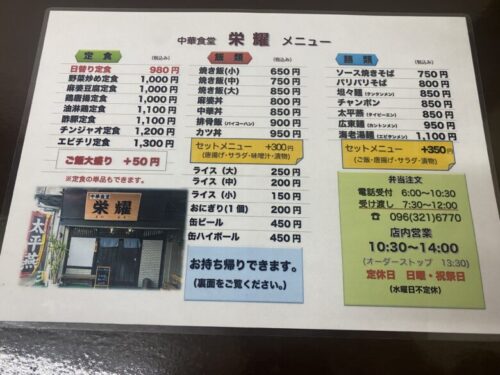 中華食堂 栄耀 メニュー
定食 (税込み)
日替り定食 980円
野菜炒め定食 1,000円
麻婆豆腐定食 1,000円
鶏唐揚定食 1,100円
油淋鶏定食 1,100円
酢豚定食 1,100円
チンジャオ定食 1,200円
エビチリ定食 1,300円
ご飯大盛り +50円
※定食の単品もできます。
中華食堂
栄耀
太平燕
飯類 (税込み)
焼き飯(小) 650円
焼き飯(中) 750円
焼き飯(大) 850円
麻婆丼 800円
中華丼 850円
排骨飯(パイコーハン) 900円
カツ丼 950円
セットメニュー +300円
(唐揚げ・サラダ・味噌汁・漬物)
ライス (大) 250円
ライス (中) 200円
ライス (小) 150円
おにぎり(1個) 200円
缶ビール 450円
缶ハイボール 450円
お持ち帰りできます。
(裏面をご覧ください。)
麺類 (税込み)
ソース焼きそば 750円
パリパリ焼きそば 850円
坦々麺(タンタンメン) 850円
チャンポン 850円
太平燕(タイピーエン) 850円
広東麺(カントンメン) 950円
海老湯麺(エビタンメン) 1,100円
セットメニュー +350円
(ご飯・唐揚げ・サラダ・漬物)
弁当注文
電話受付 6:00〜10:30
受け渡し 7:30〜12:00
☎ 096(321)6770
店内営業
10:30〜14:00
(オーダーストップ 13:30)
定休日 日曜・祝祭日
(水曜日不定休)